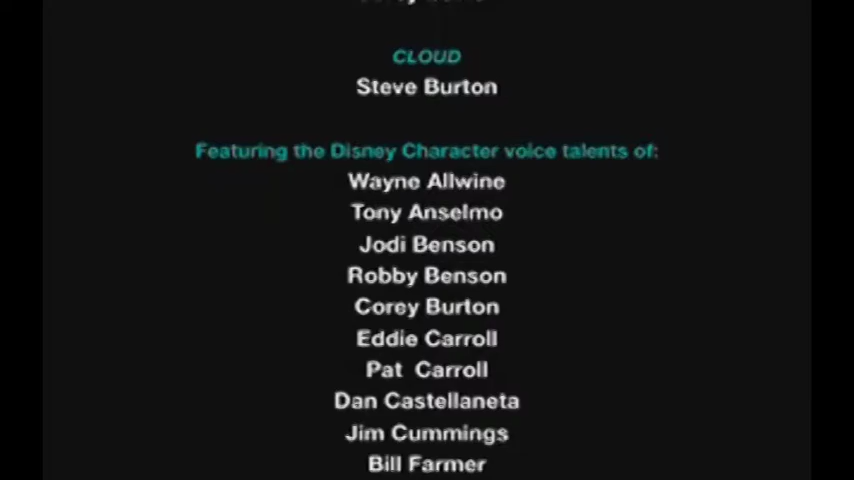 CLOUD
Steve Burton
Featuring the Disney Character voice talents of:
Wayne Allwine
Tony Anselmo
Jodi Benson
Robby Benson
Corey Burton
Eddie Carroll
Pat Carroll
Dan Castellaneta
Jim Cummings
Bill Farmer